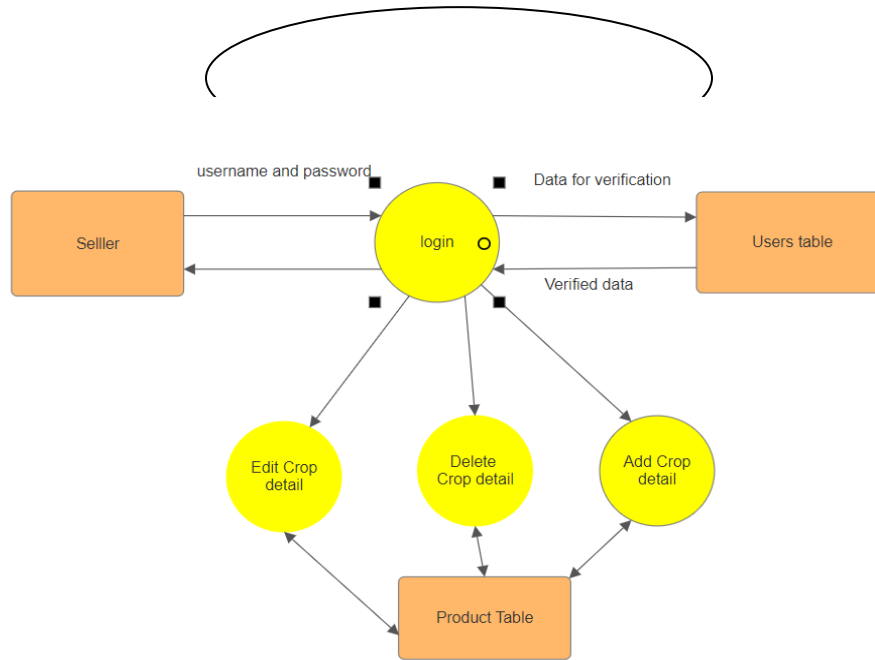 username and password
Data for verification
Selller
login
Users table
Verified data
Edit Crop
detail
Delete
Crop detail
Add Crop
detail
Product Table